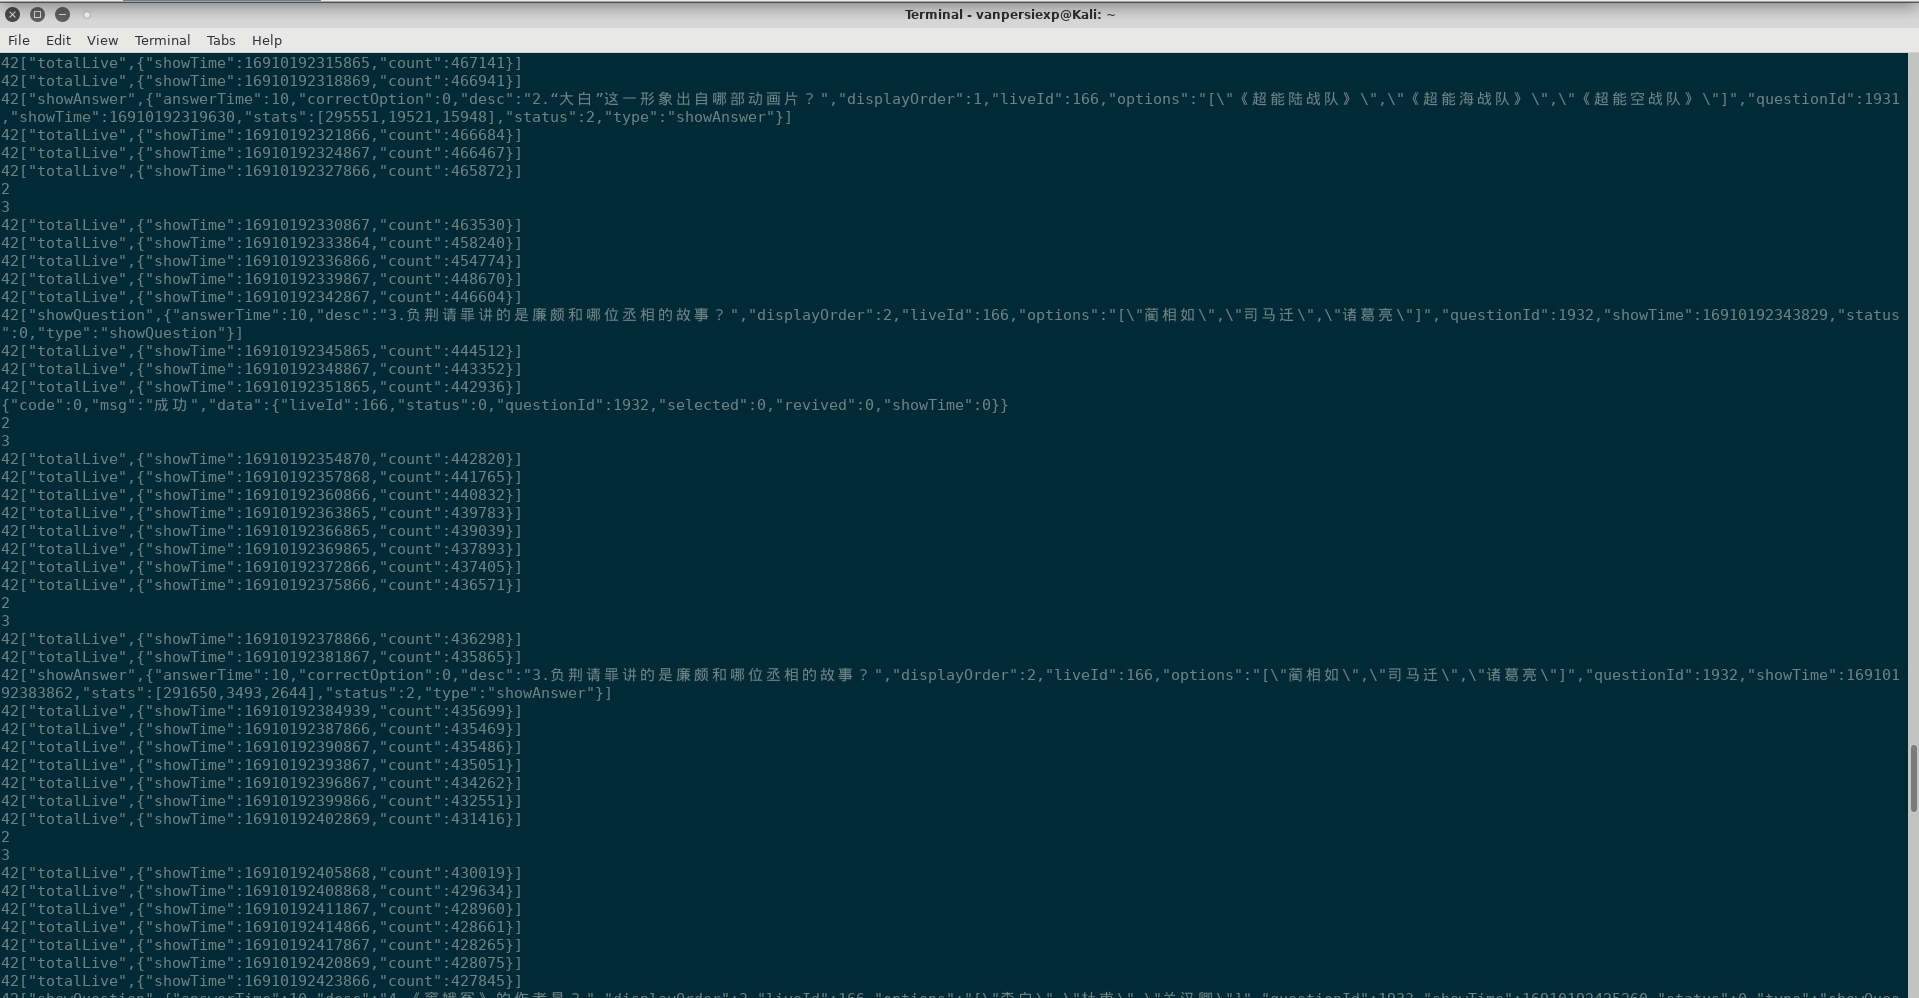 Terminal - vanpersiexp@Kali: ~
File Edit View Terminal Tabs Help
42["totalLive",{"showTime":16910192315865,"count":467141}]
42["totalLive",{"showTime":16910192318869,"count":466941}]
42["showAnswer",{"answerTime":10,"correctOption":0,"desc":"2.“大白”这一形象出自哪部动画片？","displayOrder":1,"liveId":166,"options":"[\"《超能陆战队》\",\"《超能海战队》\",\"《超能空战队》\"]","questionId":1931
,"showTime":16910192319630,"stats":[295551,19521,15948],"status":2,"type":"showAnswer"}]
42["totalLive",{"showTime":16910192321866,"count":466684}]
42["totalLive",{"showTime":16910192324867,"count":466467}]
42["totalLive",{"showTime":16910192327866,"count":465872}]
2
3
42["totalLive",{"showTime":16910192330867,"count":463530}]
42["totalLive",{"showTime":16910192333864,"count":458240}]
42["totalLive",{"showTime":16910192336866,"count":454774}]
42["totalLive",{"showTime":16910192339867,"count":448670}]
42["totalLive",{"showTime":16910192342867,"count":446604}]
42["showQuestion",{"answerTime":10,"desc":"3.负荆请罪讲的是廉颇和哪位丞相的故事？","displayOrder":2,"liveId":166,"options":"[\"蔺相如\",\"司马迁\",\"诸葛亮\"]","questionId":1932,"showTime":16910192343829,"status
":0,"type":"showQuestion"}]
42["totalLive",{"showTime":16910192345865,"count":444512}]
42["totalLive",{"showTime":16910192348867,"count":443352}]
42["totalLive",{"showTime":16910192351865,"count":442936}]
{"code":0,"msg":"成功","data":{"liveId":166,"status":0,"questionId":1932,"selected":0,"revived":0,"showTime":0}}
2
3
42["totalLive",{"showTime":16910192354870,"count":442820}]
42["totalLive",{"showTime":16910192357868,"count":441765}]
42["totalLive",{"showTime":16910192360866,"count":440832}]
42["totalLive",{"showTime":16910192363865,"count":439783}]
42["totalLive",{"showTime":16910192366865,"count":439039}]
42["totalLive",{"showTime":16910192369865,"count":437893}]
42["totalLive",{"showTime":16910192372866,"count":437405}]
42["totalLive",{"showTime":16910192375866,"count":436571}]
2
3
42["totalLive",{"showTime":16910192378866,"count":436298}]
42["totalLive",{"showTime":16910192381867,"count":435865}]
42["showAnswer",{"answerTime":10,"correctOption":0,"desc":"3.负荆请罪讲的是廉颇和哪位丞相的故事？","displayOrder":2,"liveId":166,"options":"[\"蔺相如\",\"司马迁\",\"诸葛亮\"]","questionId":1932,"showTime":169101
92383862,"stats":[291650,3493,2644],"status":2,"type":"showAnswer"}]
42["totalLive",{"showTime":16910192384939,"count":435699}]
42["totalLive",{"showTime":16910192387866,"count":435469}]
42["totalLive",{"showTime":16910192390867,"count":435486}]
42["totalLive",{"showTime":16910192393867,"count":435051}]
42["totalLive",{"showTime":16910192396867,"count":434262}]
42["totalLive",{"showTime":16910192399866,"count":432551}]
42["totalLive",{"showTime":16910192402869,"count":431416}]
2
3
42["totalLive",{"showTime":16910192405868,"count":430019}]
42["totalLive",{"showTime":16910192408868,"count":429634}]
42["totalLive",{"showTime":16910192411867,"count":428960}]
42["totalLive",{"showTime":16910192414866,"count":428661}]
42["totalLive",{"showTime":16910192417867,"count":428265}]
42["totalLive",{"showTime":16910192420869,"count":428075}]
42["totalLive",{"showTime":16910192423866,"count":427845}]